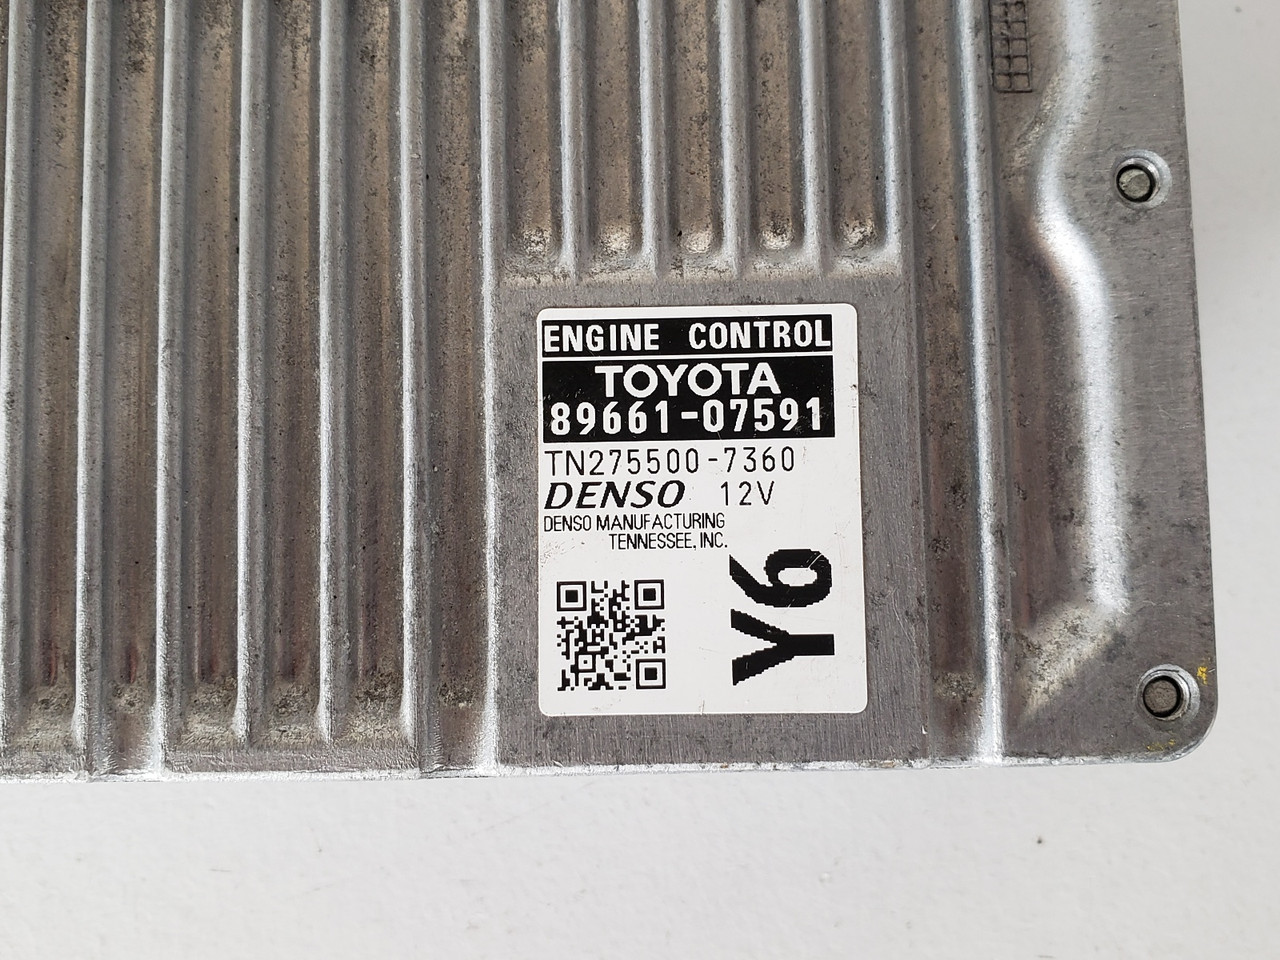 ENGINE CONTROL
TOYOTA
89661-07591
TN275500-7360
DENSO 12V
DENSO MANUFACTURING
TENNESSEE, INC.
Y6